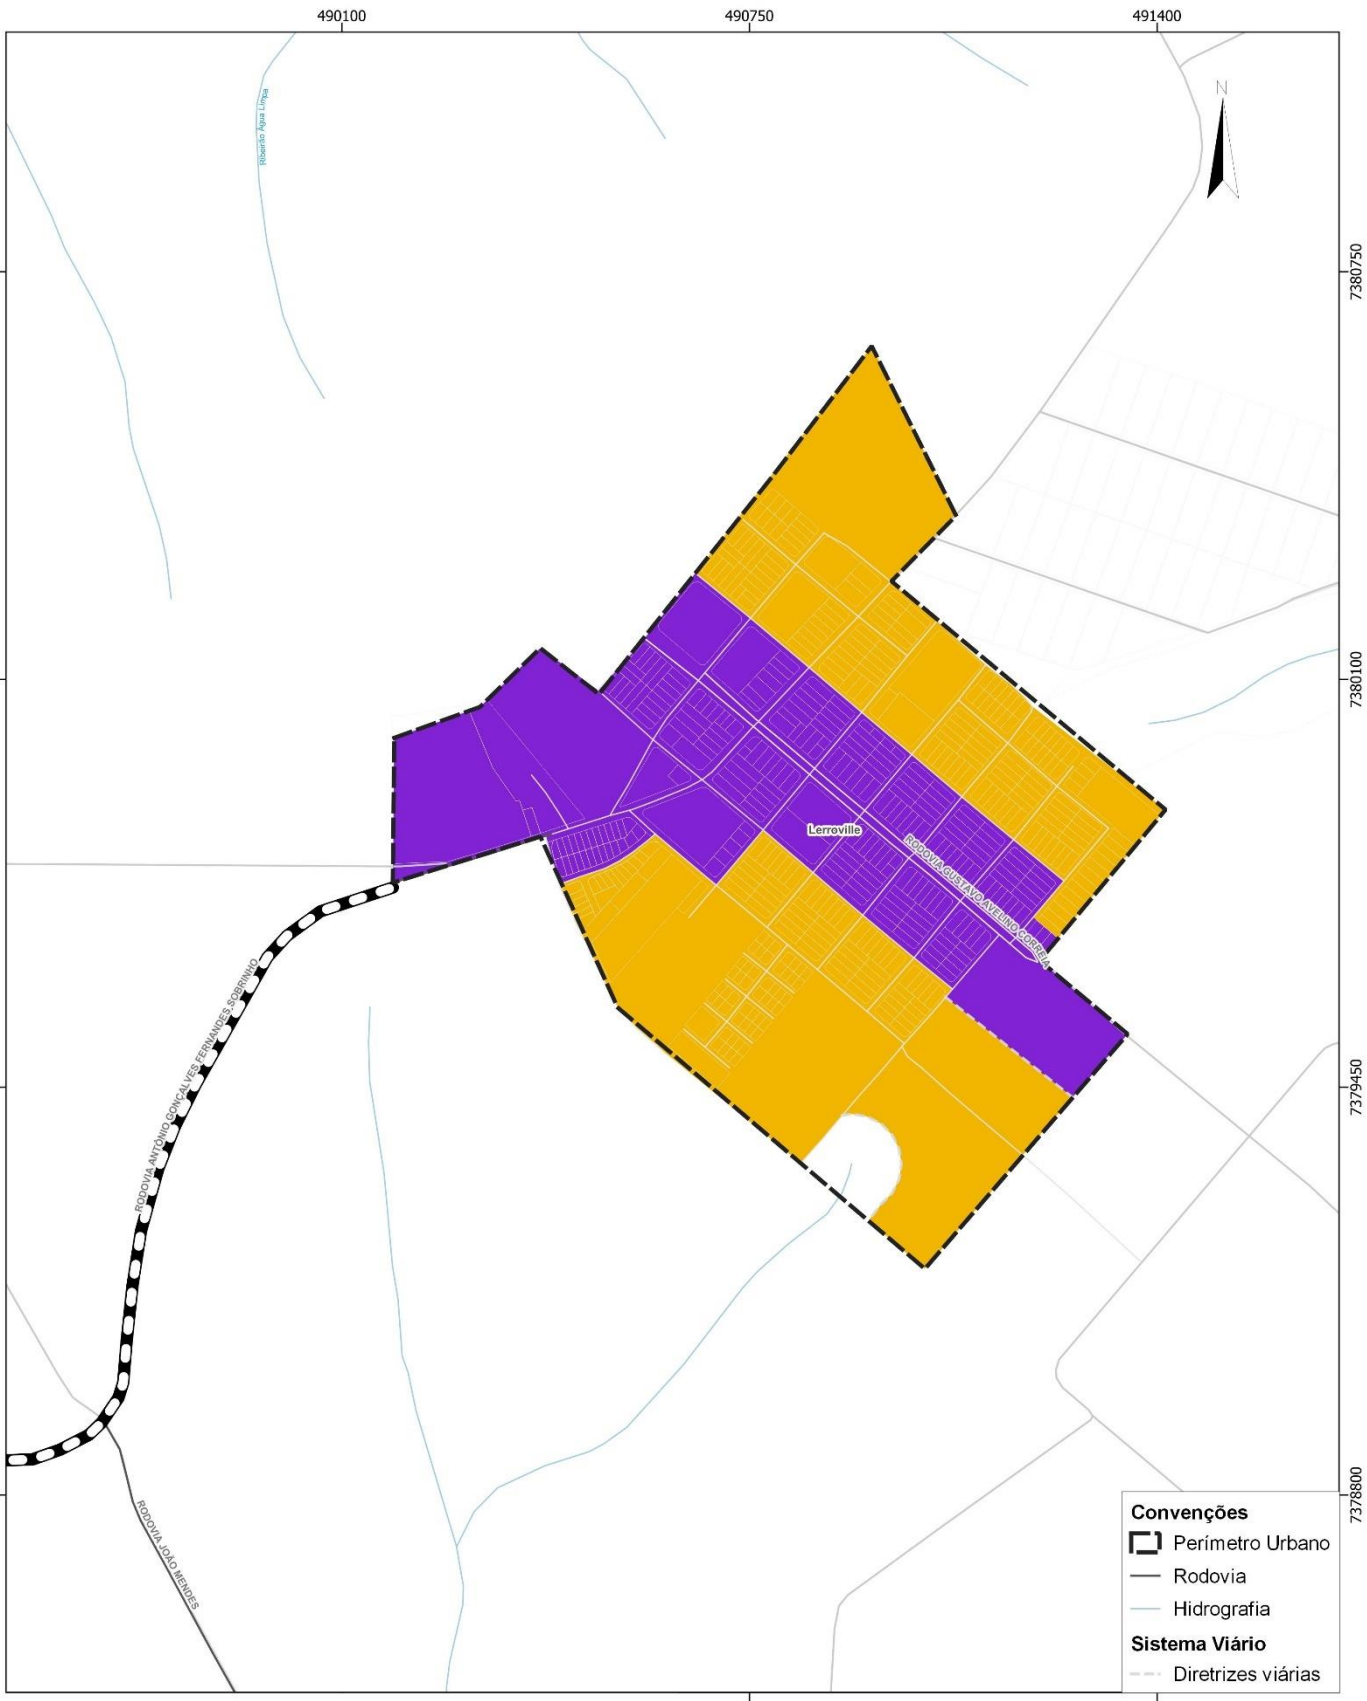 490100
490750
491400
N
Ribeirão Água Limpa
7380750
7380100
Lerroville
RODOVIA GUSTAVO AVELINO CORREIA
RODOVIA ANTÔNIO GONÇALVES FERNANDES SOBRINHO
7379450
7378800
RODOVIA JOÃO MENDES
Convenções
Perímetro Urbano
Rodovia
Hidrografia
Sistema Viário
Diretrizes viárias